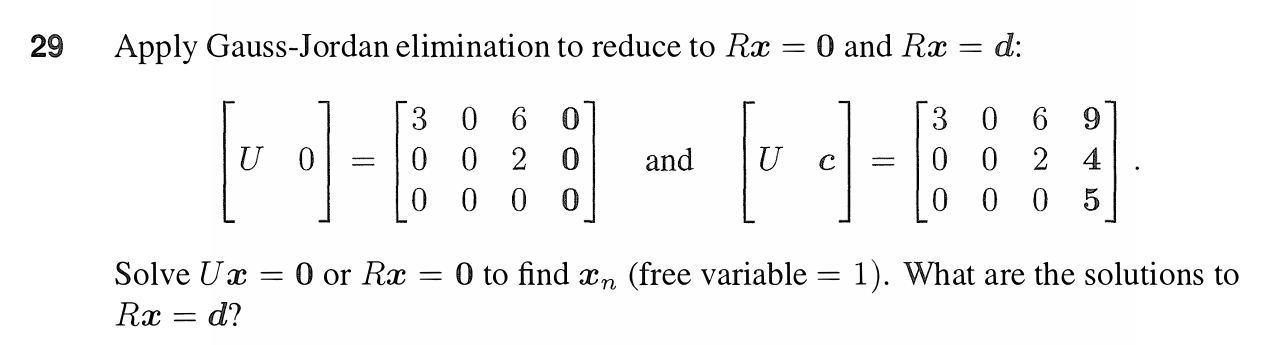 29 Apply Gauss-Jordan elimination to reduce to Rx = 0 and Rx = d:
[U 0] = [3 0 6 0
0 0 2 0
0 0 0 0] and [U c] = [3 0 6 9
0 0 2 4
0 0 0 5].
Solve Ux = 0 or Rx = 0 to find xₙ (free variable = 1). What are the solutions to
Rx = d?